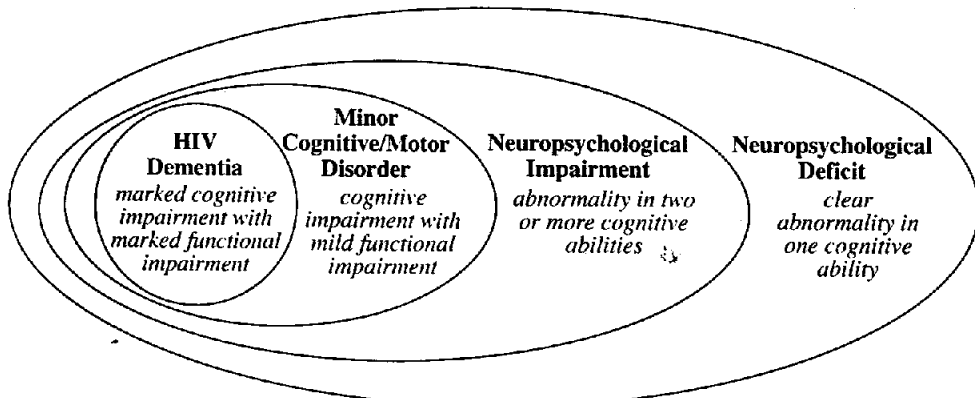 HIV
Dementia
marked cognitive
impairment with
marked functional
impairment
Minor
Cognitive/Motor
Disorder
cognitive
impairment with
mild functional
impairment
Neuropsychological
Impairment
abnormality in two
or more cognitive
abilities
Neuropsychological
Deficit
clear
abnormality in
one cognitive
ability